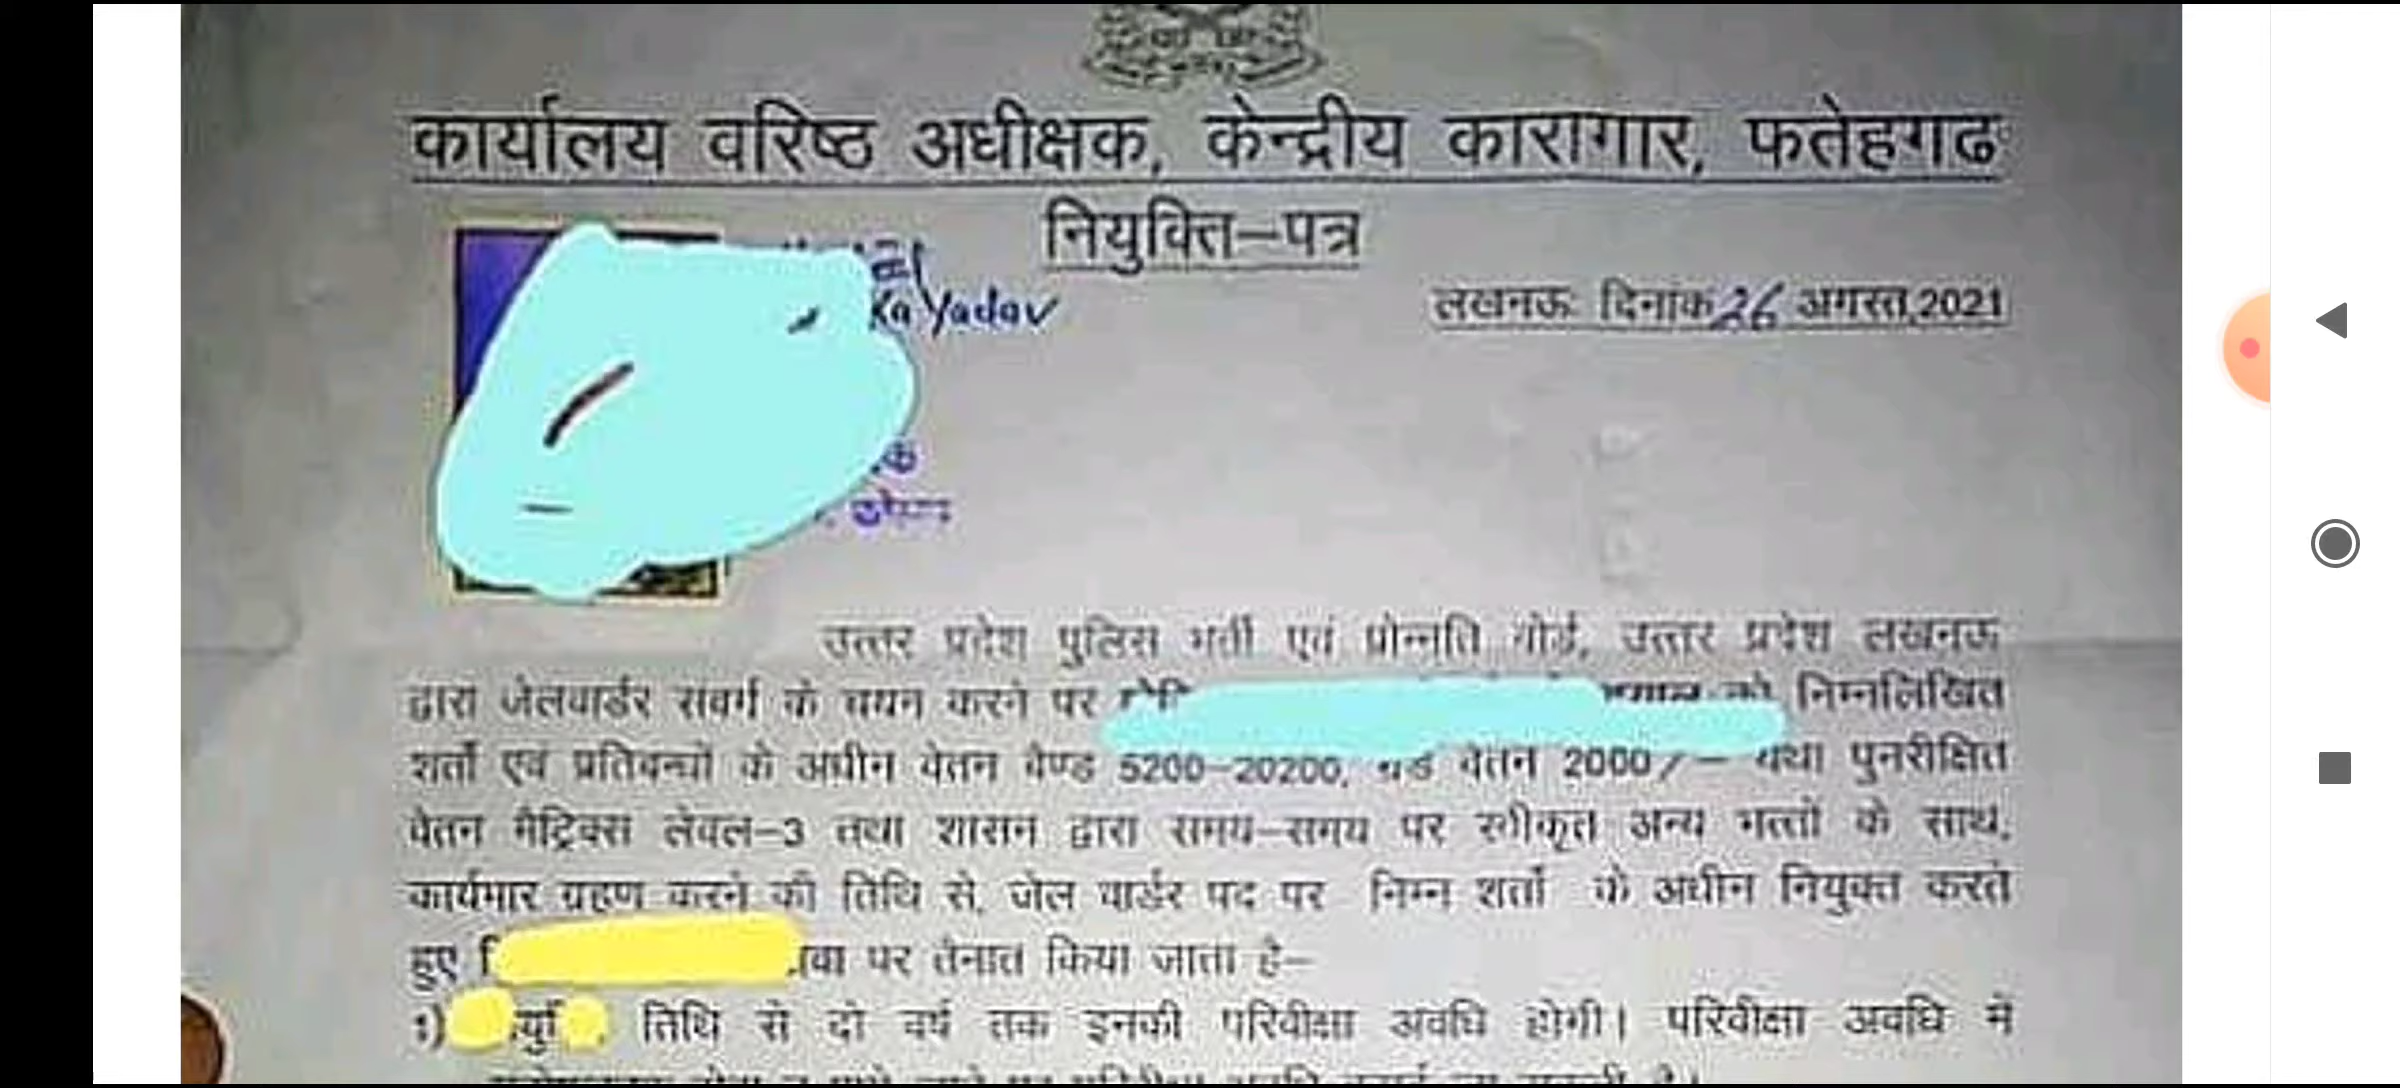 कार्यालय वरिष्ठ अधीक्षक, केन्द्रीय कारागार, फतेहगढ
नियुक्ति-पत्र
Ka Yadav
लखनऊ दिनांक 26 अगस्त, 2021
उत्तर प्रदेश पुलिस भर्ती एवं प्रोन्नति बोर्ड, उत्तर प्रदेश लखनऊ
द्वारा जेलवार्डर संवर्ग के चयन करने पर को निम्नलिखित
शर्तों एवं प्रतिबन्धों के अधीन वेतन बैण्ड 5200-20200, ग्रेड वेतन 2000/- यथा पुनरीक्षित
वेतन मैट्रिक्स लेवल-3 तथा शासन द्वारा समय-समय पर स्वीकृत अन्य भत्तों के साथ,
कार्यभार ग्रहण करने की तिथि से, जेल वार्डर पद पर निम्न शर्तों के अधीन नियुक्त करते
हुए पर तैनात किया जाता है-
तिथि से दो वर्ष तक इनकी परिवीक्षा अवधि होगी। परिवीक्षा अवधि में